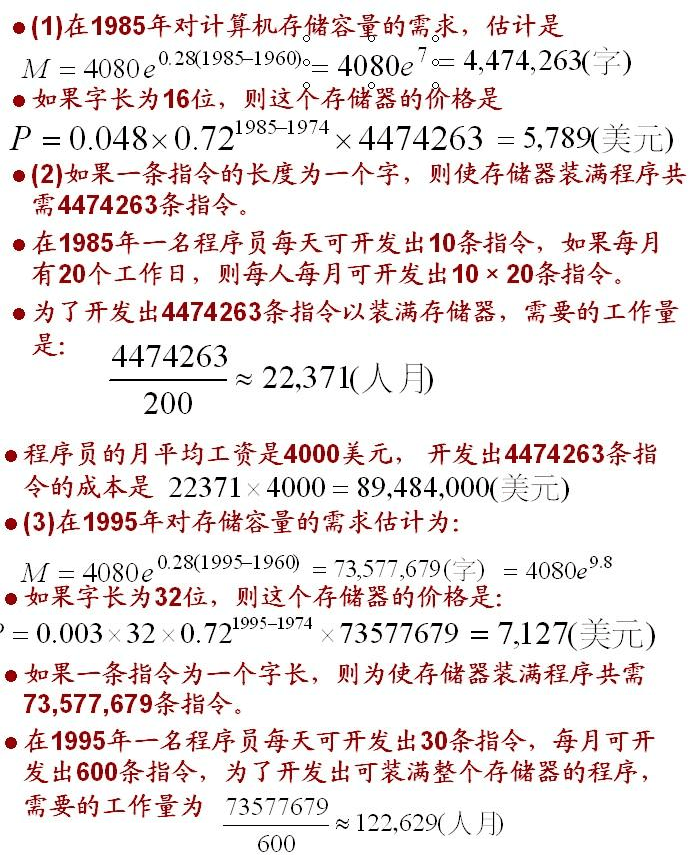 (1)在1985年对计算机存储容量的需求，估计是
M = 4080e^{0.28(1985–1960)} = 4080e^7 = 4,474,263(字)
如果字长为16位，则这个存储器的价格是
P = 0.048×0.72^{1985–1974}×4474263 = 5,789(美元)
(2)如果一条指令的长度为一个字，则使存储器装满程序共
需4474263条指令。
在1985年一名程序员每天可开发出10条指令，如果每月
有20个工作日，则每人每月可开发出10 × 20条指令。
为了开发出4474263条指令以装满存储器，需要的工作量
是：
4474263/200 ≈ 22,371(人月)
程序员的月平均工资是4000美元， 开发出4474263条指
令的成本是 22371×4000 = 89,484,000(美元)
(3)在1995年对存储容量的需求估计为：
M = 4080e^{0.28(1995–1960)} = 73,577,679(字) = 4080e^{9.8}
如果字长为32位，则这个存储器的价格是：
= 0.003×32×0.72^{1995–1974}×73577679 = 7,127(美元)
如果一条指令为一个字长，则为使存储器装满程序共需
73,577,679条指令。
在1995年一名程序员每天可开发出30条指令，每月可开
发出600条指令，为了开发出可装满整个存储器的程序，
需要的工作量为 73577679/600 ≈ 122,629(人月)